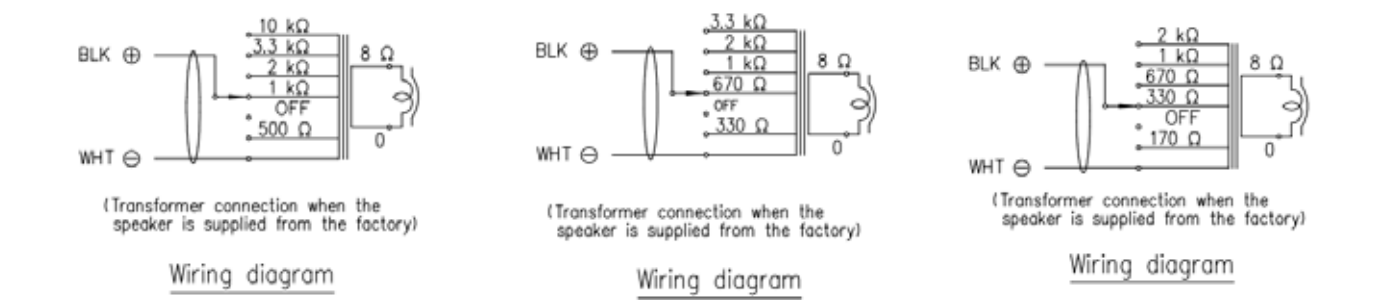 10 kΩ
3.3 kΩ
2 kΩ
1 kΩ
OFF
500 Ω
8 Ω
0
BLK ⊕
WHT ⊖
(Transformer connection when the
speaker is supplied from the factory)
Wiring diagram
3.3 kΩ
2 kΩ
1 kΩ
670 Ω
OFF
330 Ω
8 Ω
0
BLK ⊕
WHT ⊖
(Transformer connection when the
speaker is supplied from the factory)
Wiring diagram
2 kΩ
1 kΩ
670 Ω
330 Ω
OFF
170 Ω
8 Ω
0
BLK ⊕
WHT ⊖
(Transformer connection when the
speaker is supplied from the factory)
Wiring diagram